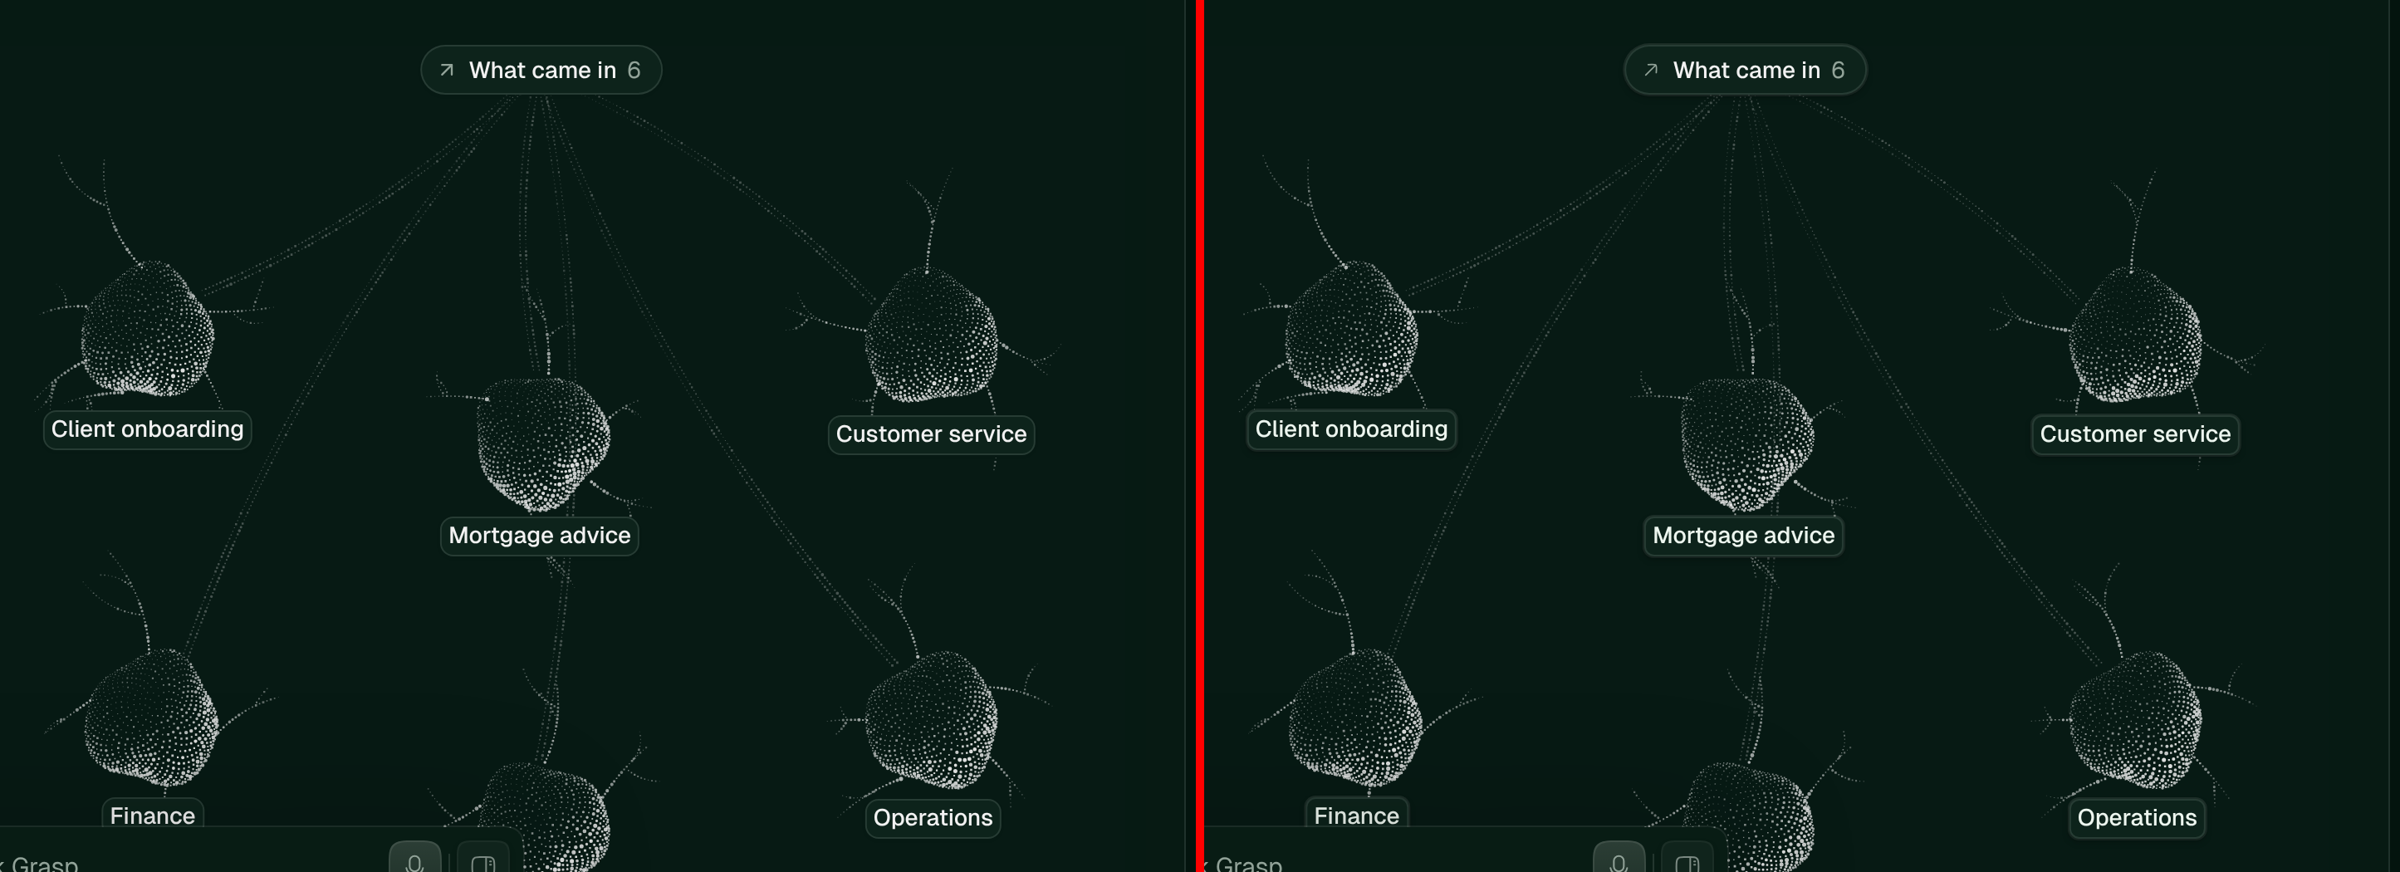 What came in 6
Client onboarding
Customer service
Mortgage advice
Finance
Operations
Grasp
What came in 6
Client onboarding
Customer service
Mortgage advice
Finance
Operations
Grasp